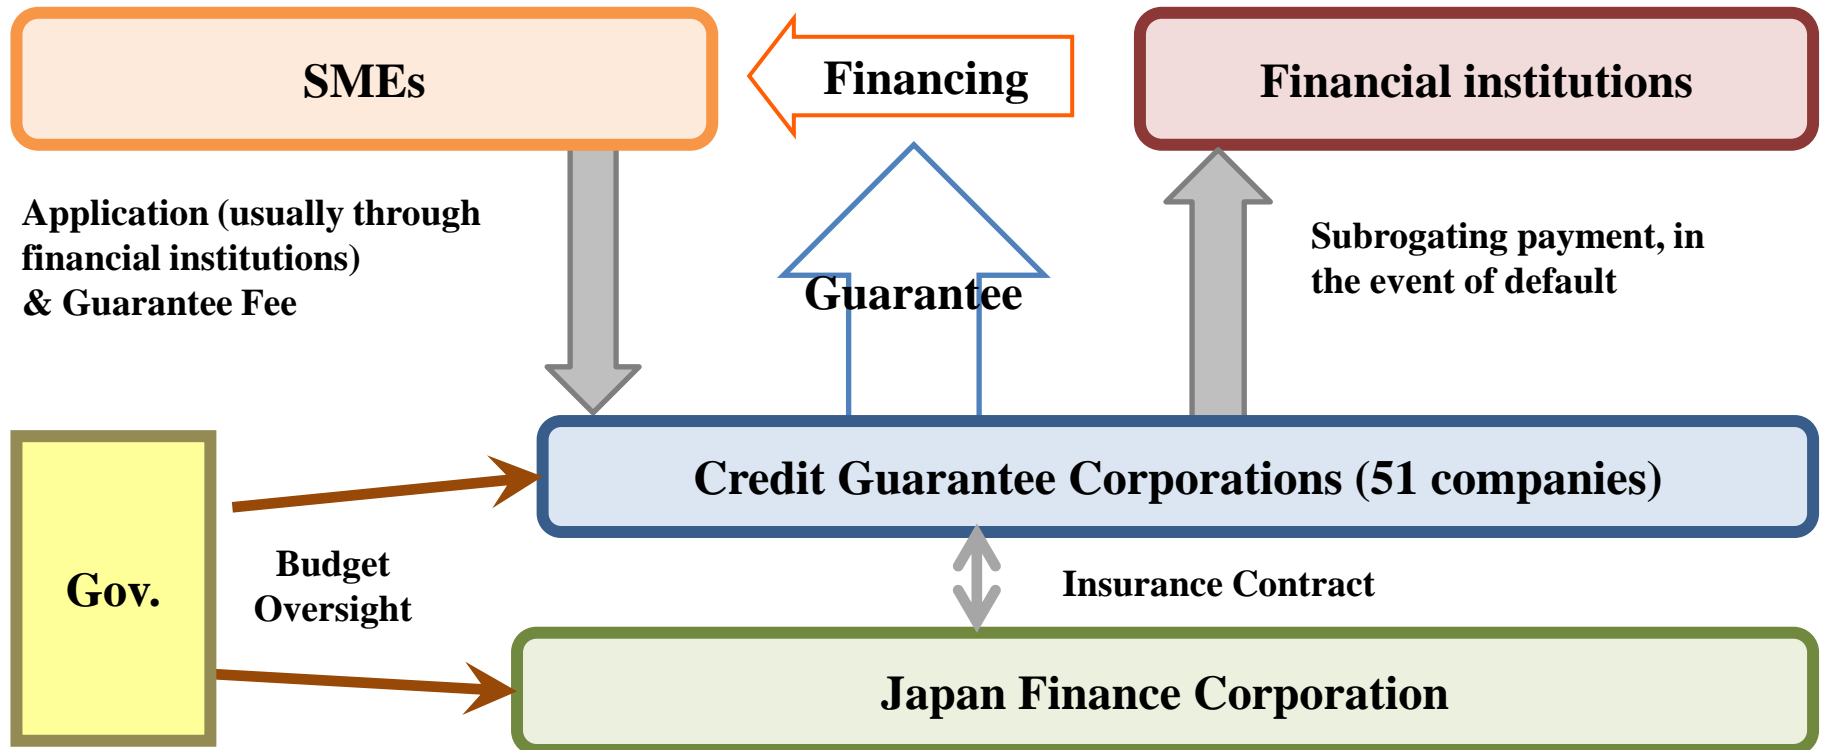 SMEs
Financing
Financial institutions
Application (usually through
financial institutions)
& Guarantee Fee
Guarantee
Subrogating payment, in
the event of default
Credit Guarantee Corporations (51 companies)
Gov.
Budget
Oversight
Insurance Contract
Japan Finance Corporation